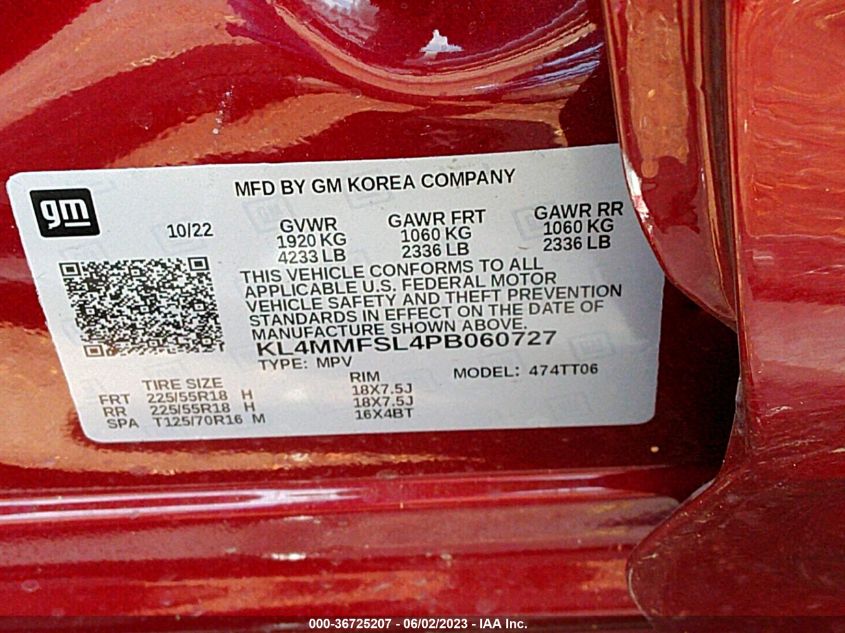 MFD BY GM KOREA COMPANY
gm
10/22
GVWR GAWR FRT GAWR RR
1920 KG 1060 KG 1060 KG
4233 LB 2336 LB 2336 LB
THIS VEHICLE CONFORMS TO ALL
APPLICABLE U.S. FEDERAL MOTOR
VEHICLE SAFETY AND THEFT PREVENTION
STANDARDS IN EFFECT ON THE DATE OF
MANUFACTURE SHOWN ABOVE.
KL4MMFSL4PB060727
TYPE: MPV MODEL: 474TT06
TIRE SIZE RIM
FRT 225/55R18 H 18X7.5J
RR 225/55R18 H 18X7.5J
SPA T125/70R16 M 16X4BT
000-36725207 - 06/02/2023 - IAA Inc.